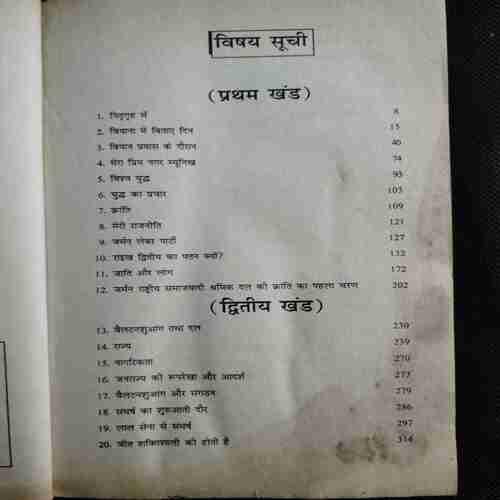 विषय सूची
(प्रथम खंड)
1. पितृगृह में 8
2. वियाना में बिताए दिन 15
3. वियान प्रवास के दौरान 40
4. मेरा प्रिय नगर म्यूनिख 74
5. विश्व युद्ध 93
6. युद्ध का प्रचार 103
7. क्रांति 109
8. मेरी राजनीति 121
9. जर्मन लेबर पार्टी 127
10. राइख द्वितीय का पतन क्यों? 132
11. जाति और लोग 172
12. जर्मन राष्ट्रीय समाजवादी श्रमिक दल की क्रांति का पहला चरण 202
(द्वितीय खंड)
13. वैल्टनशुआंग तथा दल 230
14. राज्य 239
15. नागरिकता 270
16. जनराज्य की रूपरेखा और आदर्श 273
17. वैल्टनशुआंग और संगठन 279
18. संघर्ष का शुरुआती दौर 286
19. लाल सेना से संघर्ष 297
20. जीत शक्तिशाली की होती है 314